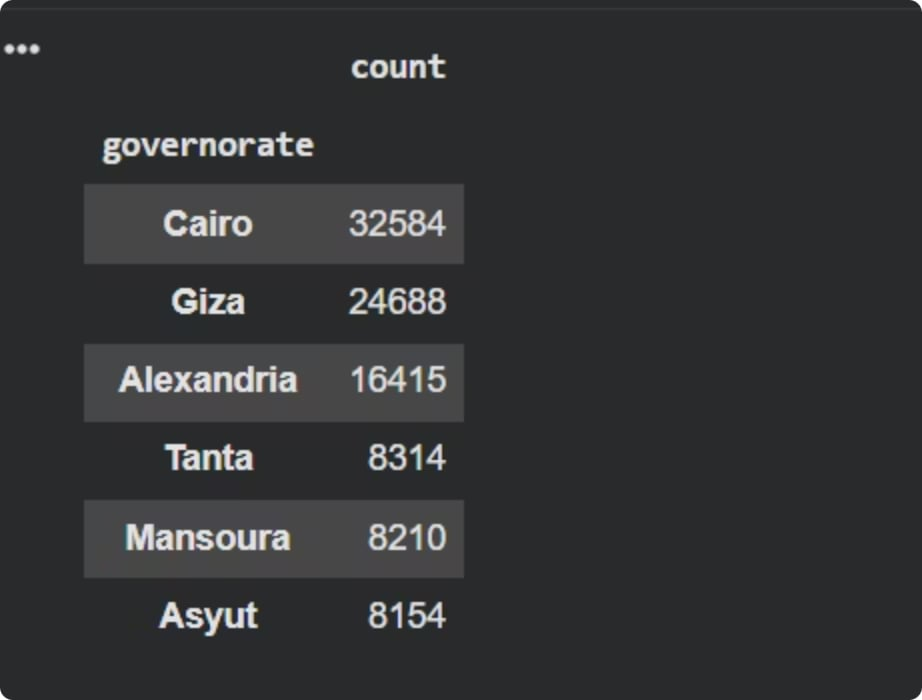 count
governorate
Cairo 32584
Giza 24688
Alexandria 16415
Tanta 8314
Mansoura 8210
Asyut 8154